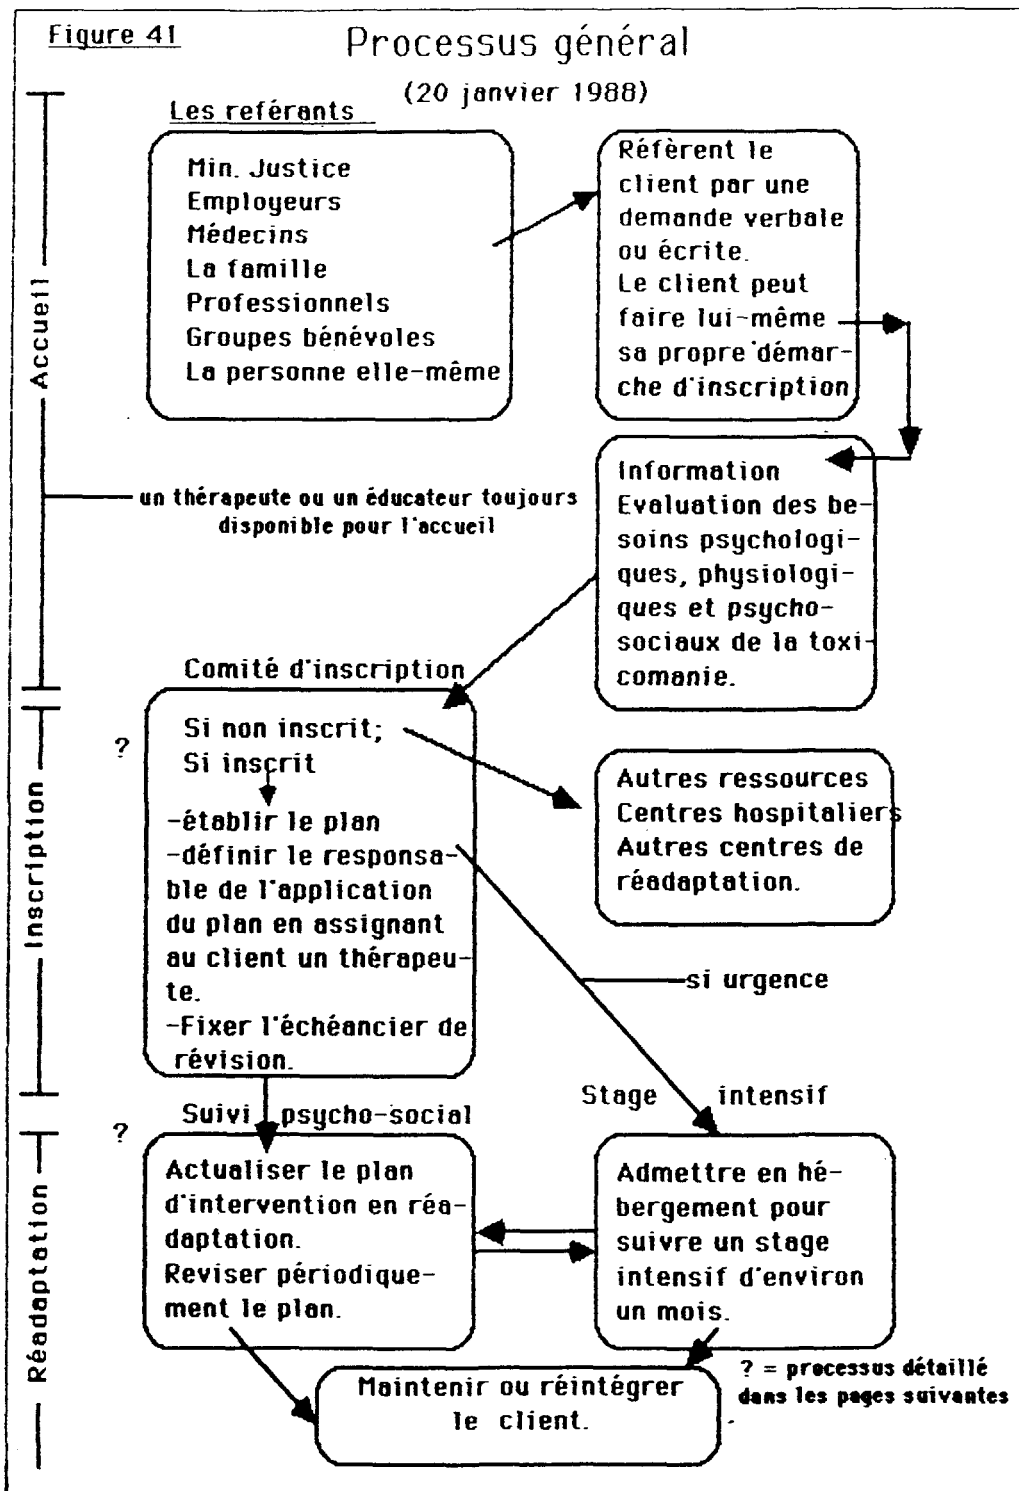 Figure 41
Processus général
(20 janvier 1988)
Les reférants
Min. Justice
Employeurs
Médecins
La famille
Professionnels
Groupes bénévoles
La personne elle-même
Réfèrent le
client par une
demande verbale
ou écrite.
Le client peut
faire lui-même
sa propre démar-
che d'inscription
Accueil
un thérapeute ou un éducateur toujours
disponible pour l'accueil
Information
Evaluation des be-
soins psychologi-
ques, physiologi-
ques et psycho-
sociaux de la toxi-
comanie.
Comité d'inscription
?
Si non inscrit;
Si inscrit
-établir le plan
-définir le responsa-
ble de l'application
du plan en assignant
au client un thérapeu-
te.
-Fixer l'échéancier de
révision.
Inscription
Autres ressources
Centres hospitaliers
Autres centres de
réadaptation.
si urgence
Suivi psycho-social
Stage intensif
?
Actualiser le plan
d'intervention en réa-
daptation.
Reviser périodique-
ment le plan.
Réadaptation
Admettre en hé-
bergement pour
suivre un stage
intensif d'environ
un mois.
? = processus détaillé
dans les pages suivantes
Maintenir ou réintégrer
le client.